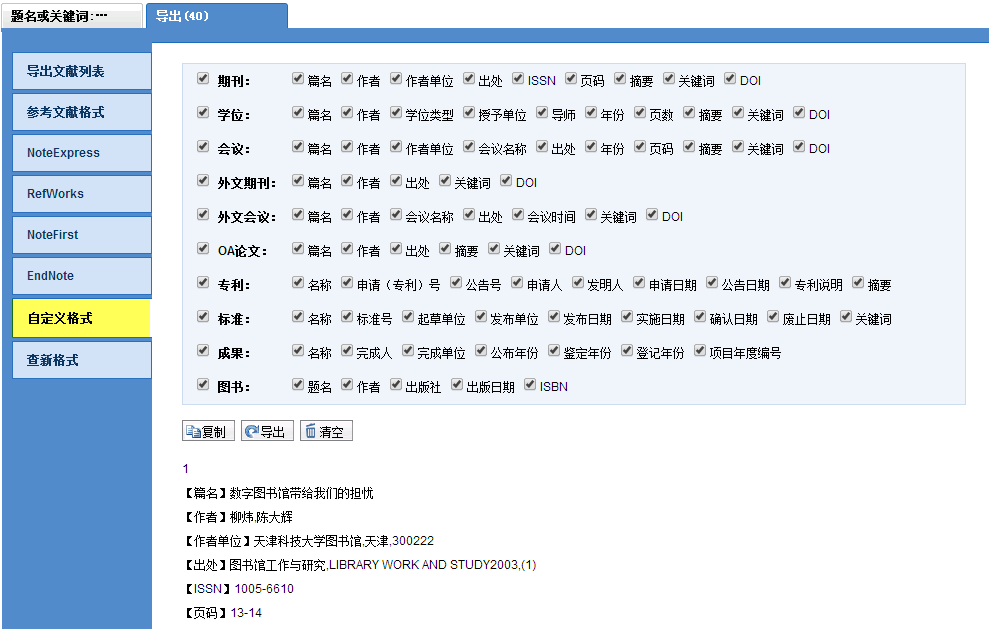 题名或关键词:…
导出(40)
导出文献列表
参考文献格式
NoteExpress
RefWorks
NoteFirst
EndNote
自定义格式
查新格式
期刊: 篇名 作者 作者单位 出处 ISSN 页码 摘要 关键词 DOI
学位: 篇名 作者 学位类型 授予单位 导师 年份 页数 摘要 关键词 DOI
会议: 篇名 作者 作者单位 会议名称 出处 年份 页码 摘要 关键词 DOI
外文期刊: 篇名 作者 出处 关键词 DOI
外文会议: 篇名 作者 会议名称 出处 会议时间 关键词 DOI
OA论文: 篇名 作者 出处 摘要 关键词 DOI
专利: 名称 申请（专利）号 公告号 申请人 发明人 申请日期 公告日期 专利说明 摘要
标准: 名称 标准号 起草单位 发布单位 发布日期 实施日期 确认日期 废止日期 关键词
成果: 名称 完成人 完成单位 公布年份 鉴定年份 登记年份 项目年度编号
图书: 题名 作者 出版社 出版日期 ISBN
复制 导出 清空
1
【篇名】数字图书馆带给我们的担忧
【作者】柳炜,陈大辉
【作者单位】天津科技大学图书馆,天津,300222
【出处】图书馆工作与研究,LIBRARY WORK AND STUDY2003,(1)
【ISSN】1005-6610
【页码】13-14